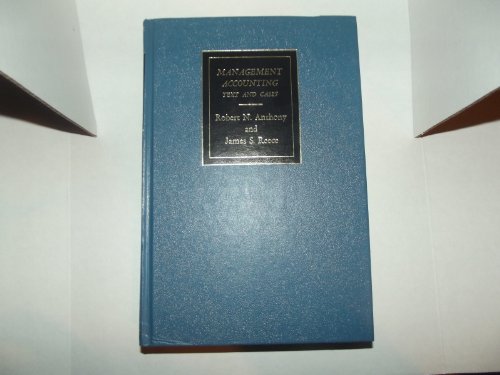 MANAGEMENT
ACCOUNTING
TEXT AND CASES
Robert N. Anthony
and
James S. Reece